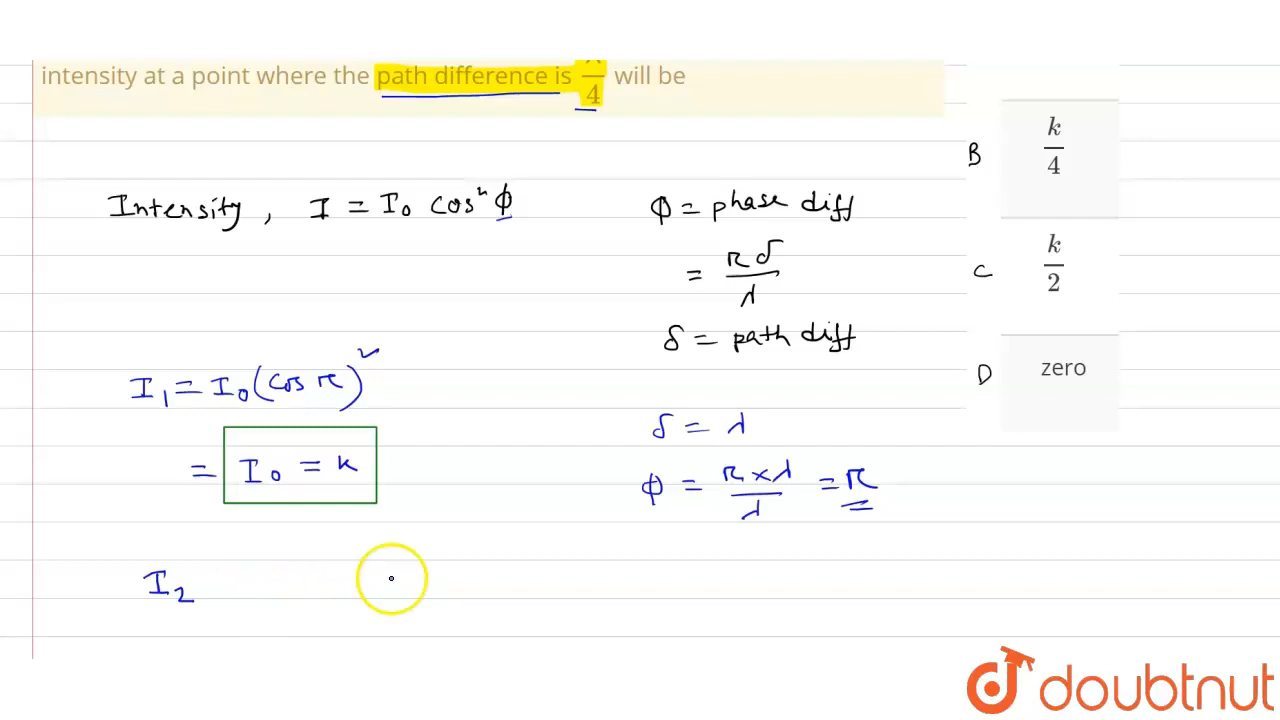 intensity at a point where the path difference is λ/4 will be
B k/4
Intensity, I = I₀ cos² φ
φ = phase diff
= πδ/λ
δ = path diff
C k/2
D zero
I₁ = I₀ (cos π)²
= I₀ = k
δ = λ
φ = π×λ/λ = π
I₂
doubtnut